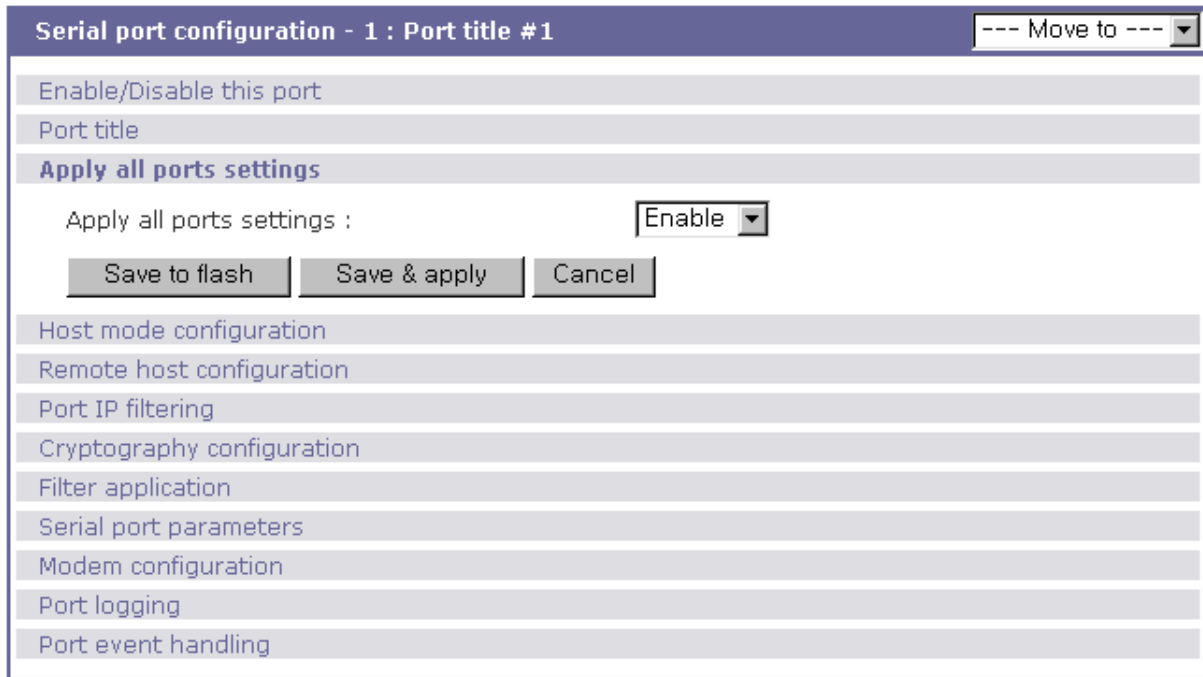 Serial port configuration - 1 : Port title #1 --- Move to ---
Enable/Disable this port
Port title
Apply all ports settings
Apply all ports settings : Enable
Save to flash Save & apply Cancel
Host mode configuration
Remote host configuration
Port IP filtering
Cryptography configuration
Filter application
Serial port parameters
Modem configuration
Port logging
Port event handling